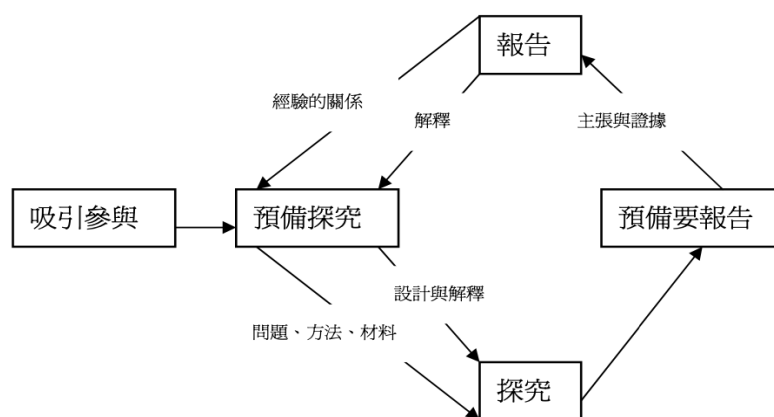 報告
經驗的關係
解釋
主張與證據
吸引參與
預備探究
預備要報告
設計與解釋
問題、方法、材料
探究